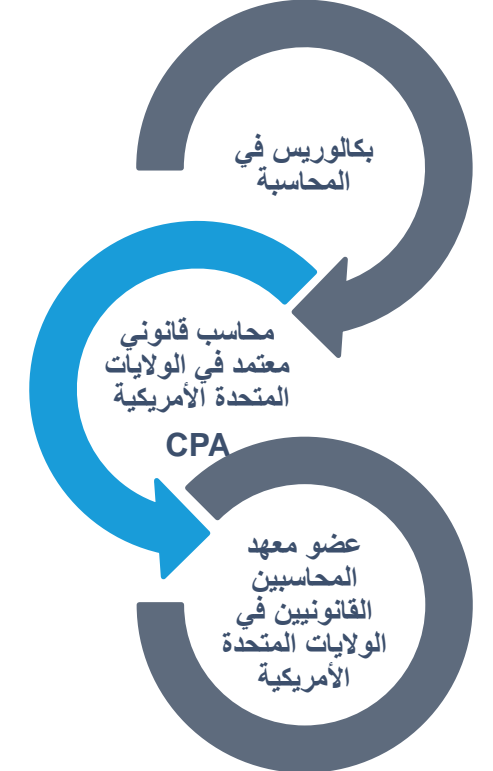 بكالوريس في
المحاسبة
محاسب قانوني
معتمد في الولايات
المتحدة الأمريكية
CPA
عضو معهد
المحاسبين
القانونيين في
الولايات المتحدة
الأمريكية